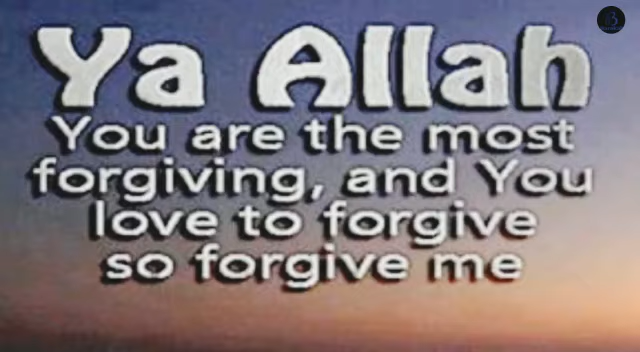 Ya Allah
You are the most
forgiving, and You
love to forgive
so forgive me